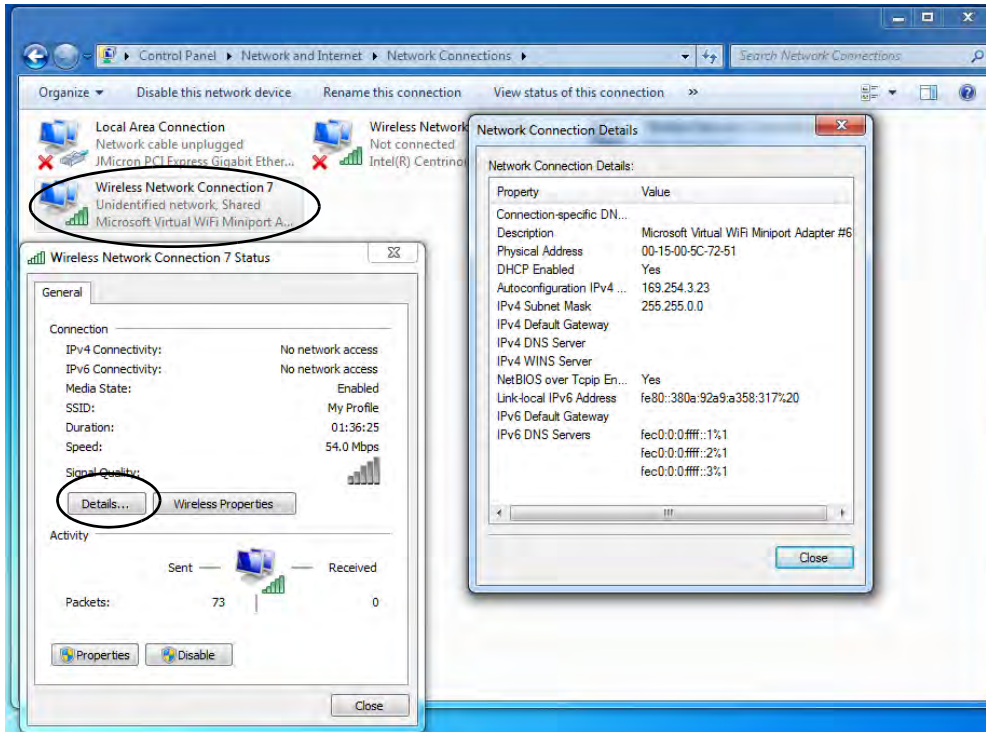 Control Panel ▸ Network and Internet ▸ Network Connections ▸
Search Network Connections
Organize
Disable this network device
Rename this connection
View status of this connection
»
Local Area Connection
Network cable unplugged
JMicron PCI Express Gigabit Ether...
Wireless Network
Not connected
Intel(R) Centrino
Wireless Network Connection 7
Unidentified network, Shared
Microsoft Virtual WiFi Miniport A...
Wireless Network Connection 7 Status
General
Connection
IPv4 Connectivity: No network access
IPv6 Connectivity: No network access
Media State: Enabled
SSID: My Profile
Duration: 01:36:25
Speed: 54.0 Mbps
Signal Quality:
Details... Wireless Properties
Activity
Sent — — Received
Packets: 73 0
Properties Disable
Close
Network Connection Details
Network Connection Details:
Property Value
Connection-specific DN...
Description Microsoft Virtual WiFi Miniport Adapter #6
Physical Address 00-15-00-5C-72-51
DHCP Enabled Yes
Autoconfiguration IPv4 ... 169.254.3.23
IPv4 Subnet Mask 255.255.0.0
IPv4 Default Gateway
IPv4 DNS Server
IPv4 WINS Server
NetBIOS over Tcpip En... Yes
Link-local IPv6 Address fe80::380a:92a9:a358:317%20
IPv6 Default Gateway
IPv6 DNS Servers fec0:0:0:ffff::1%1
fec0:0:0:ffff::2%1
fec0:0:0:ffff::3%1
Close